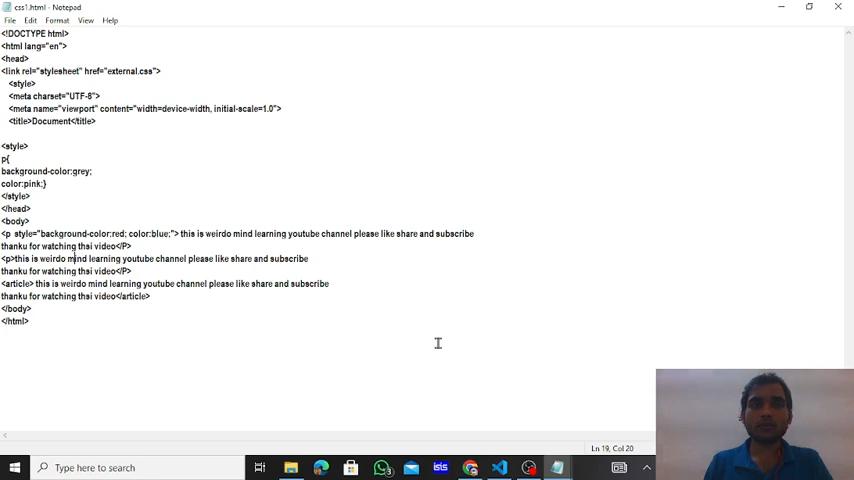 css1.html - Notepad
File Edit Format View Help
<!DOCTYPE html>
<html lang="en">
<head>
<link rel="stylesheet" href="external.css">
<style>
<meta charset="UTF-8">
<meta name="viewport" content="width=device-width, initial-scale=1.0">
<title>Document</title>
<style>
p{
background-color:grey;
color:pink;}
</style>
</head>
<body>
<p style="background-color:red; color:blue;"> this is weirdo mind learning youtube channel please like share and subscribe
thanku for watching thsi video</P>
<p>this is weirdo mind learning youtube channel please like share and subscribe
thanku for watching thsi video</P>
<article> this is weirdo mind learning youtube channel please like share and subscribe
thanku for watching thsi video</article>
</body>
</html>
Ln 19, Col 20
Type here to search
3